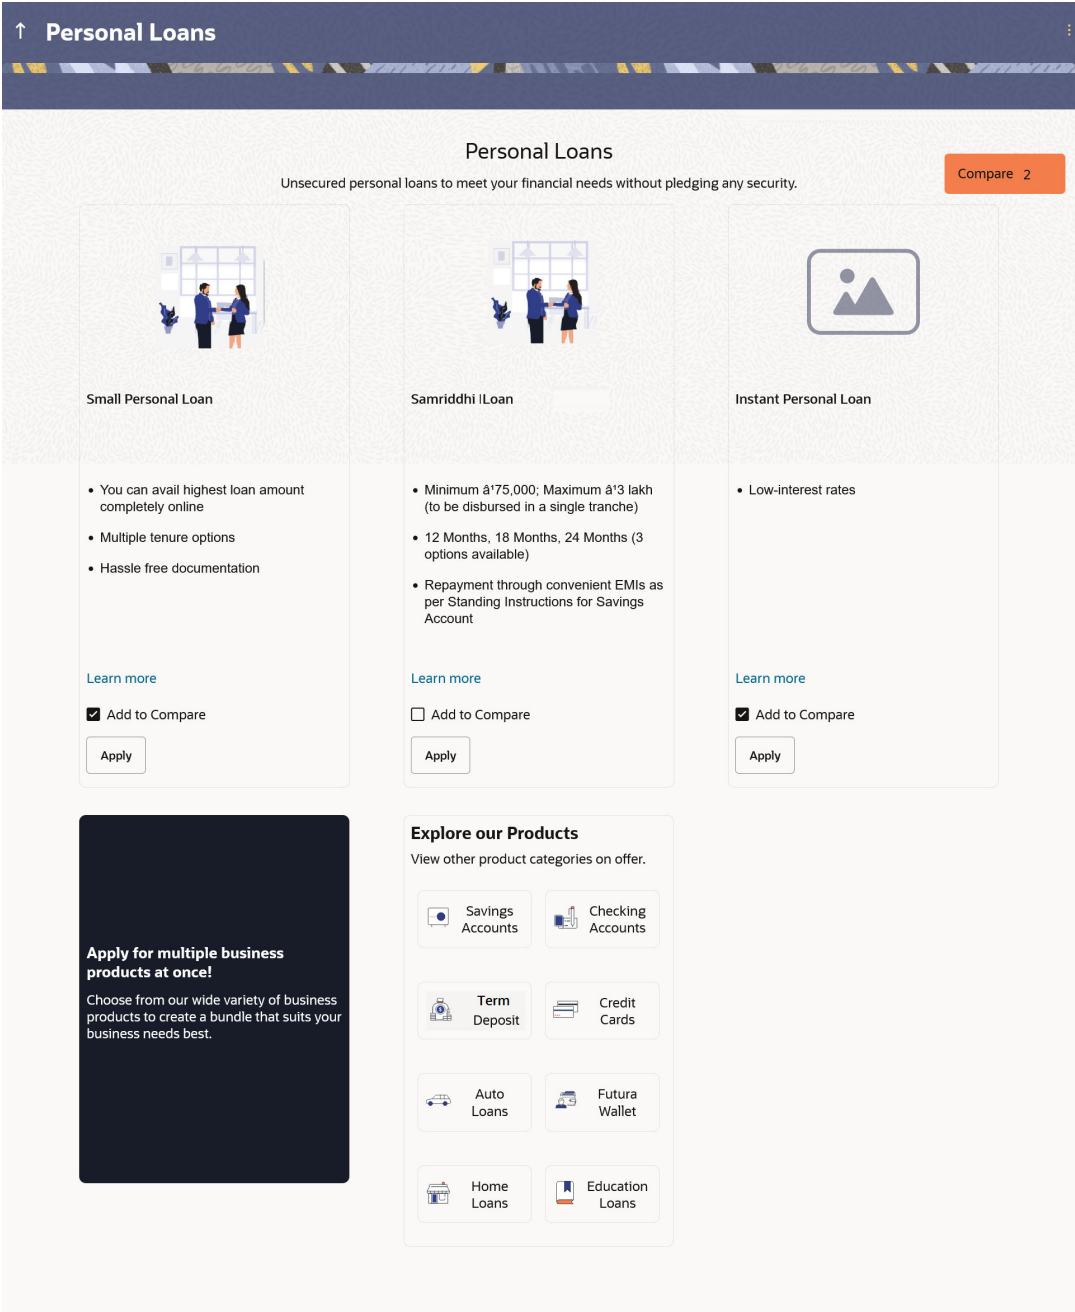 Personal Loans
Personal Loans
Unsecured personal loans to meet your financial needs without pledging any security.
Compare 2
Small Personal Loan
You can avail highest loan amount
completely online
Multiple tenure options
Hassle free documentation
Learn more
Add to Compare
Apply
Samriddhi |Loan
Minimum â¹75,000; Maximum â¹3 lakh
(to be disbursed in a single tranche)
12 Months, 18 Months, 24 Months (3
options available)
Repayment through convenient EMIs as
per Standing Instructions for Savings
Account
Learn more
Add to Compare
Apply
Instant Personal Loan
Low-interest rates
Learn more
Add to Compare
Apply
Apply for multiple business
products at once!
Choose from our wide variety of business
products to create a bundle that suits your
business needs best.
Explore our Products
View other product categories on offer.
Savings
Accounts
Checking
Accounts
Term
Deposit
Credit
Cards
Auto
Loans
Futura
Wallet
Home
Loans
Education
Loans